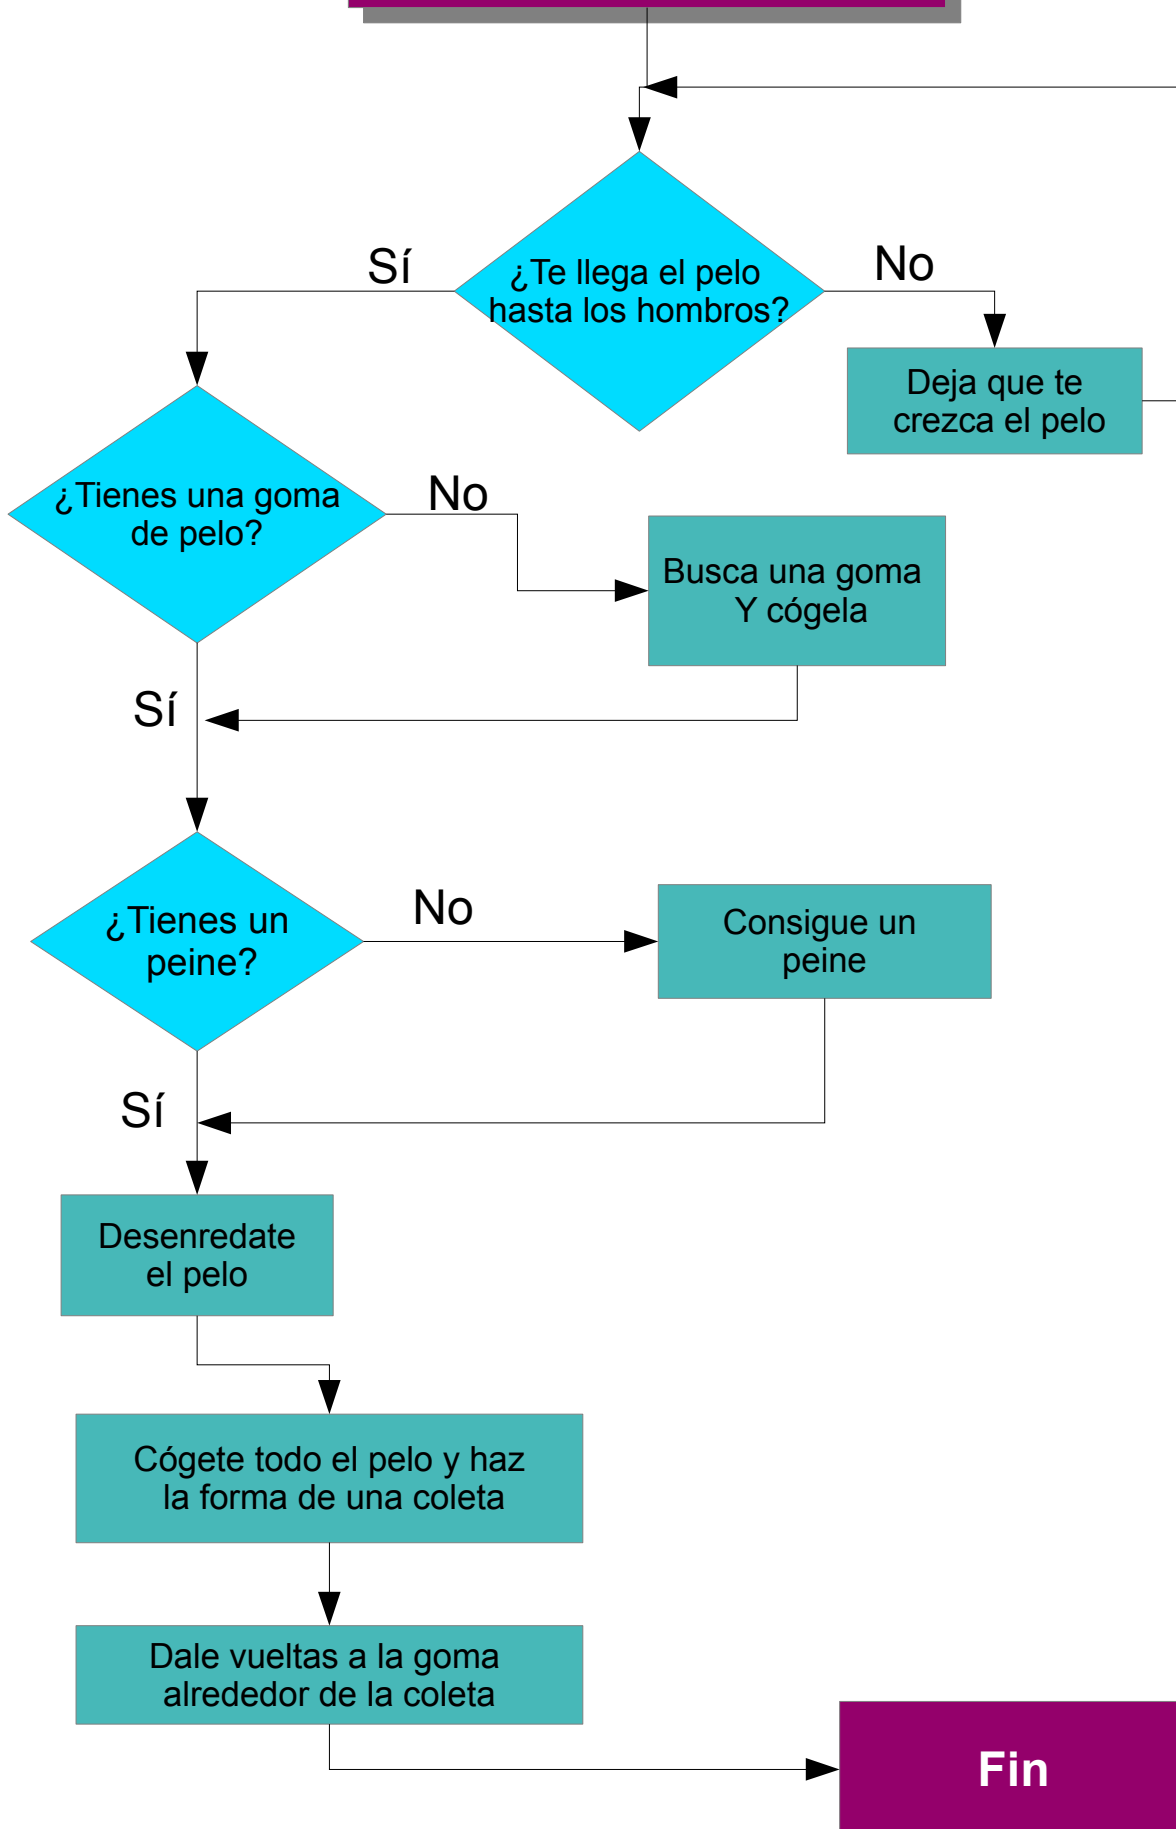 Sí
¿Te llega el pelo
hasta los hombros?
No
Deja que te
crezca el pelo
¿Tienes una goma
de pelo?
No
Busca una goma
Y cógela
Sí
¿Tienes un
peine?
No
Consigue un
peine
Sí
Desenredate
el pelo
Cógete todo el pelo y haz
la forma de una coleta
Dale vueltas a la goma
alrededor de la coleta
Fin